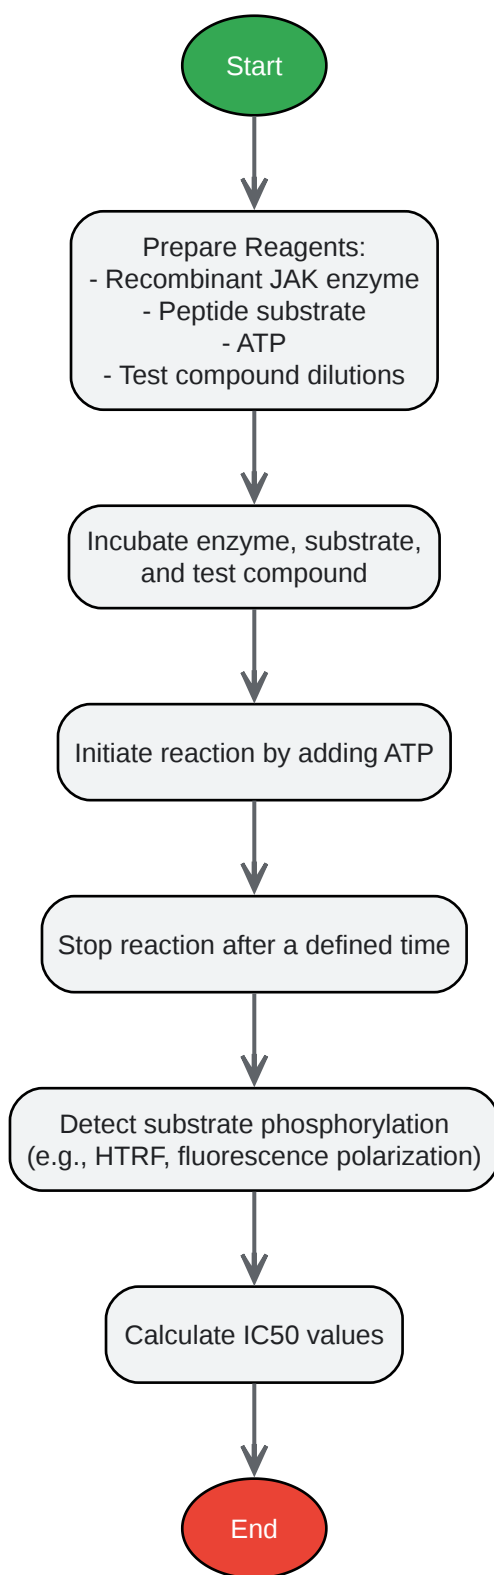 Start
Prepare Reagents:
- Recombinant JAK enzyme
- Peptide substrate
- ATP
- Test compound dilutions
Incubate enzyme, substrate,
and test compound
Initiate reaction by adding ATP
Stop reaction after a defined time
Detect substrate phosphorylation
(e.g., HTRF, fluorescence polarization)
Calculate IC50 values
End